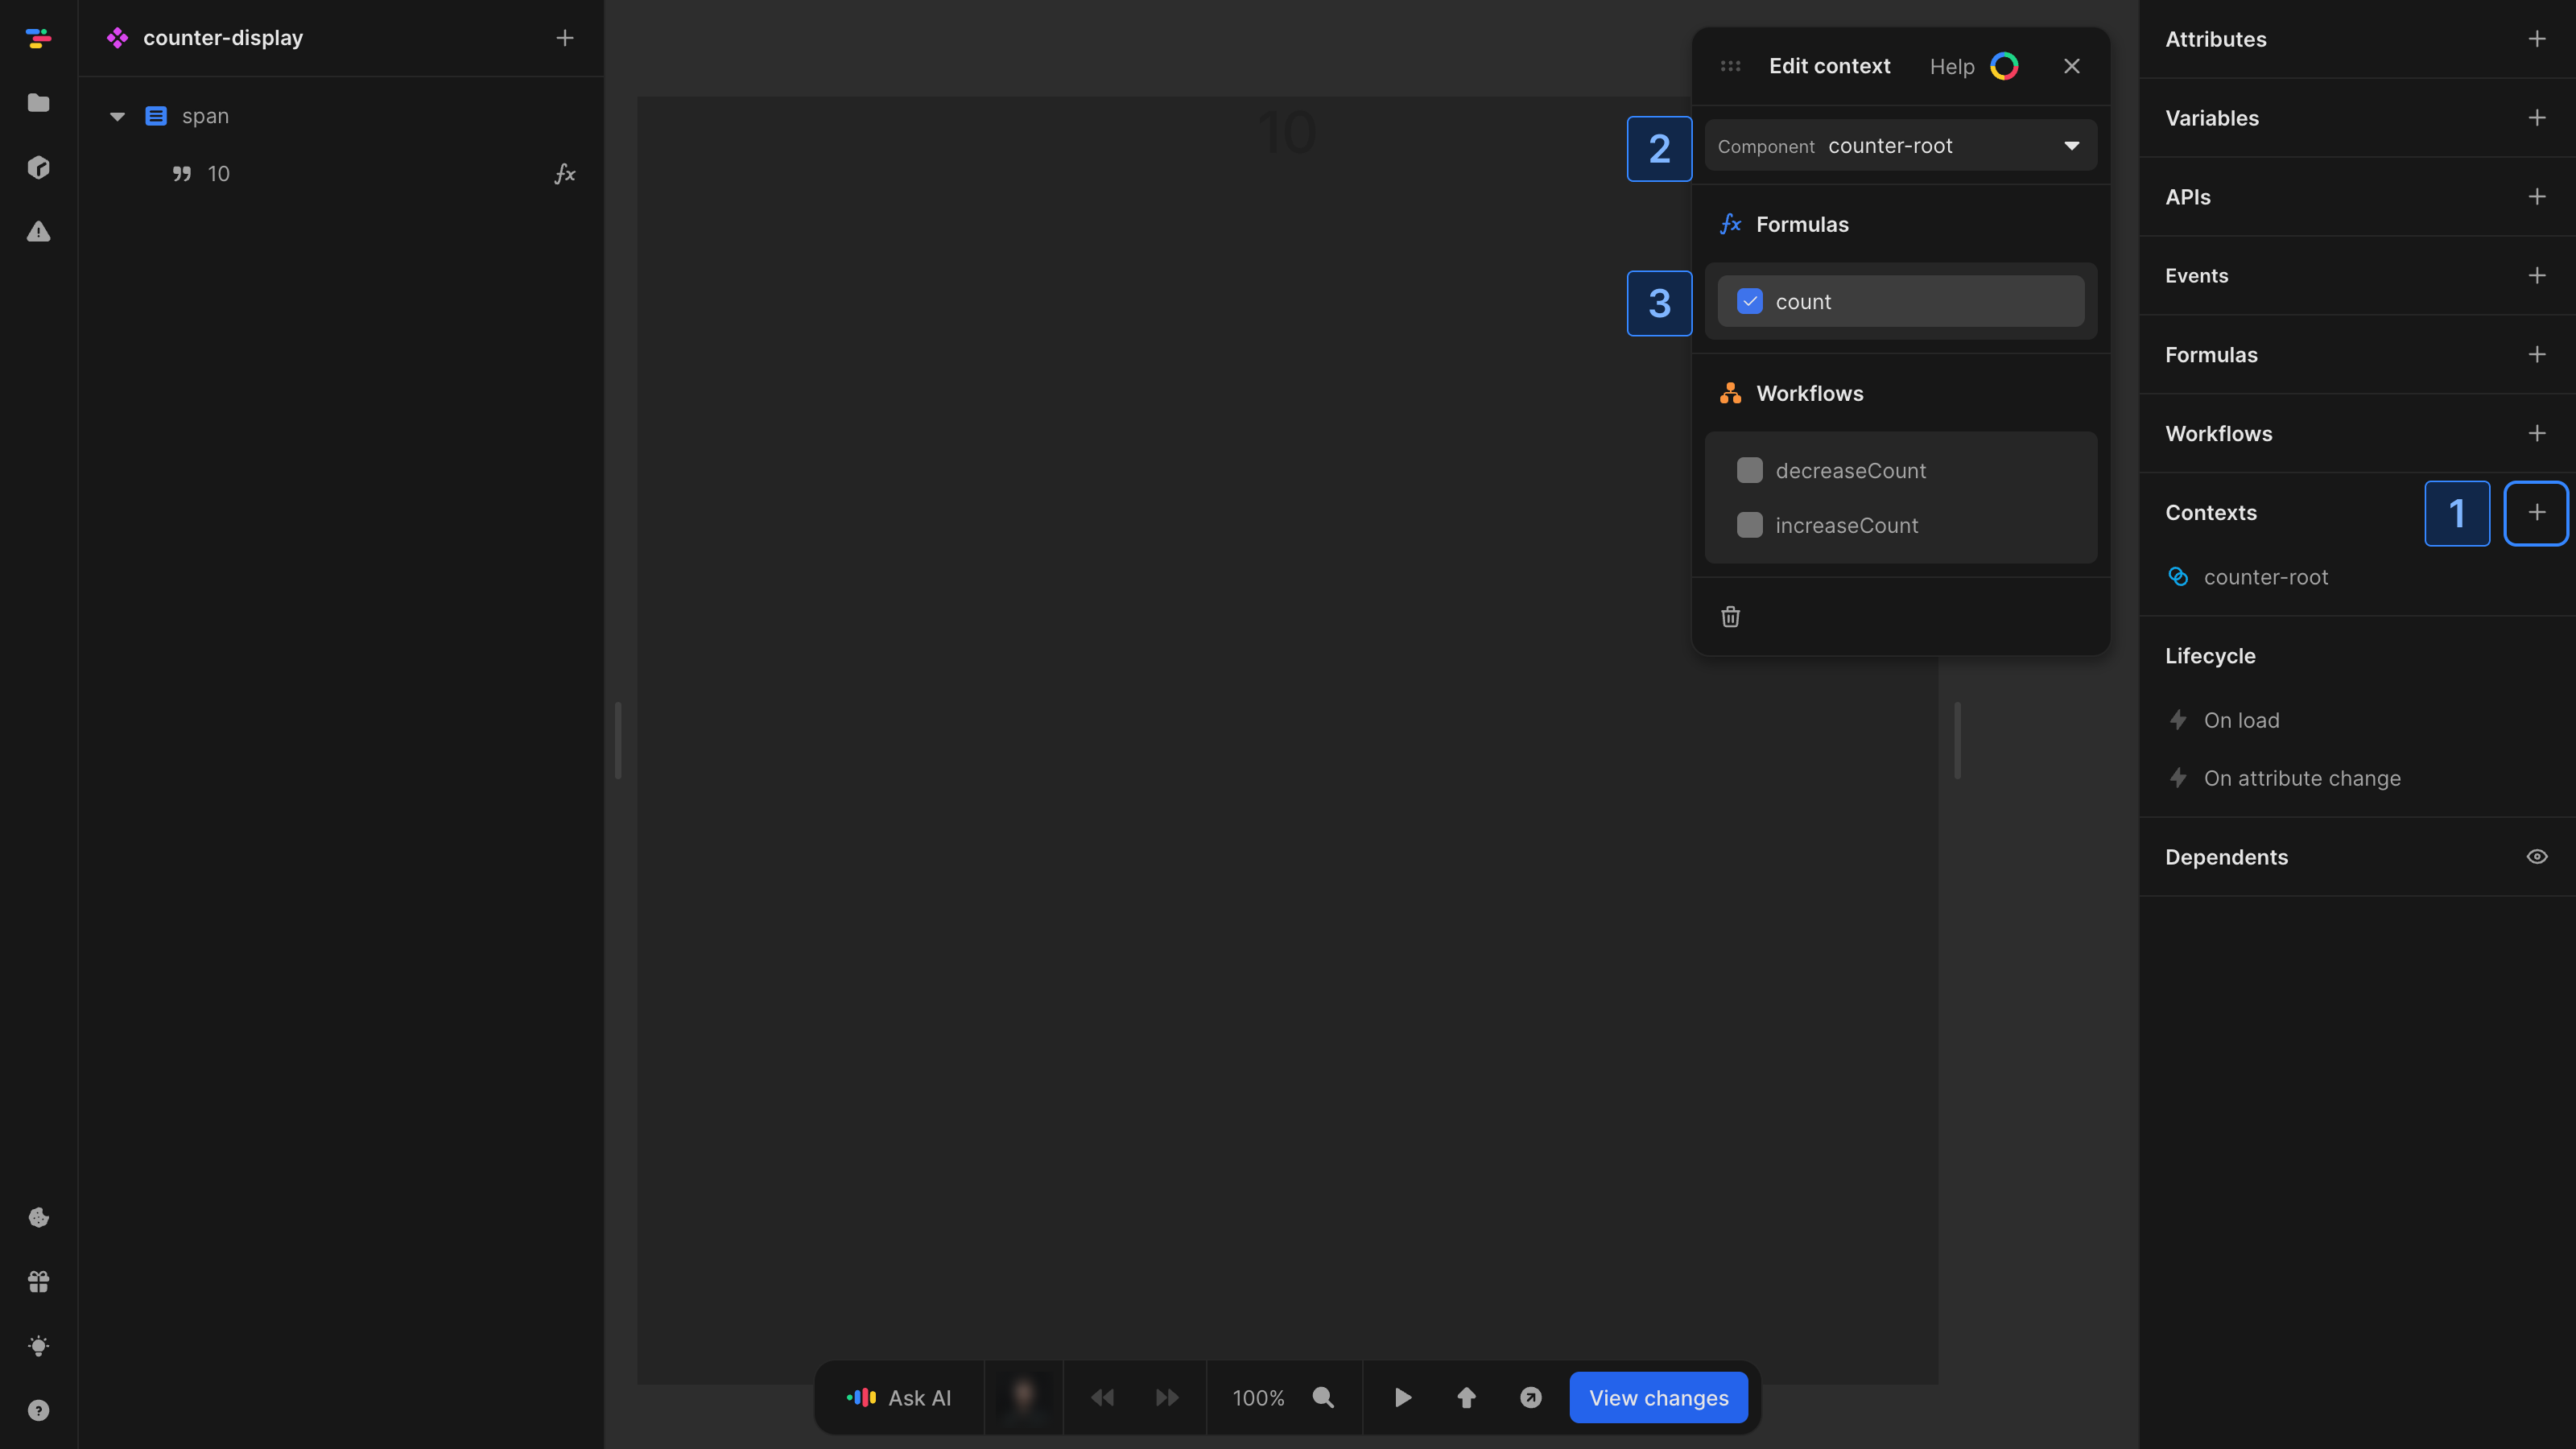 counter-display
span
10
fx
10
Edit context
Help
2
Component counter-root
fx Formulas
3
count
Workflows
decreaseCount
increaseCount
Attributes
Variables
APIs
Events
Formulas
Workflows
Contexts
1
counter-root
Lifecycle
On load
On attribute change
Dependents
Ask AI
100%
View changes